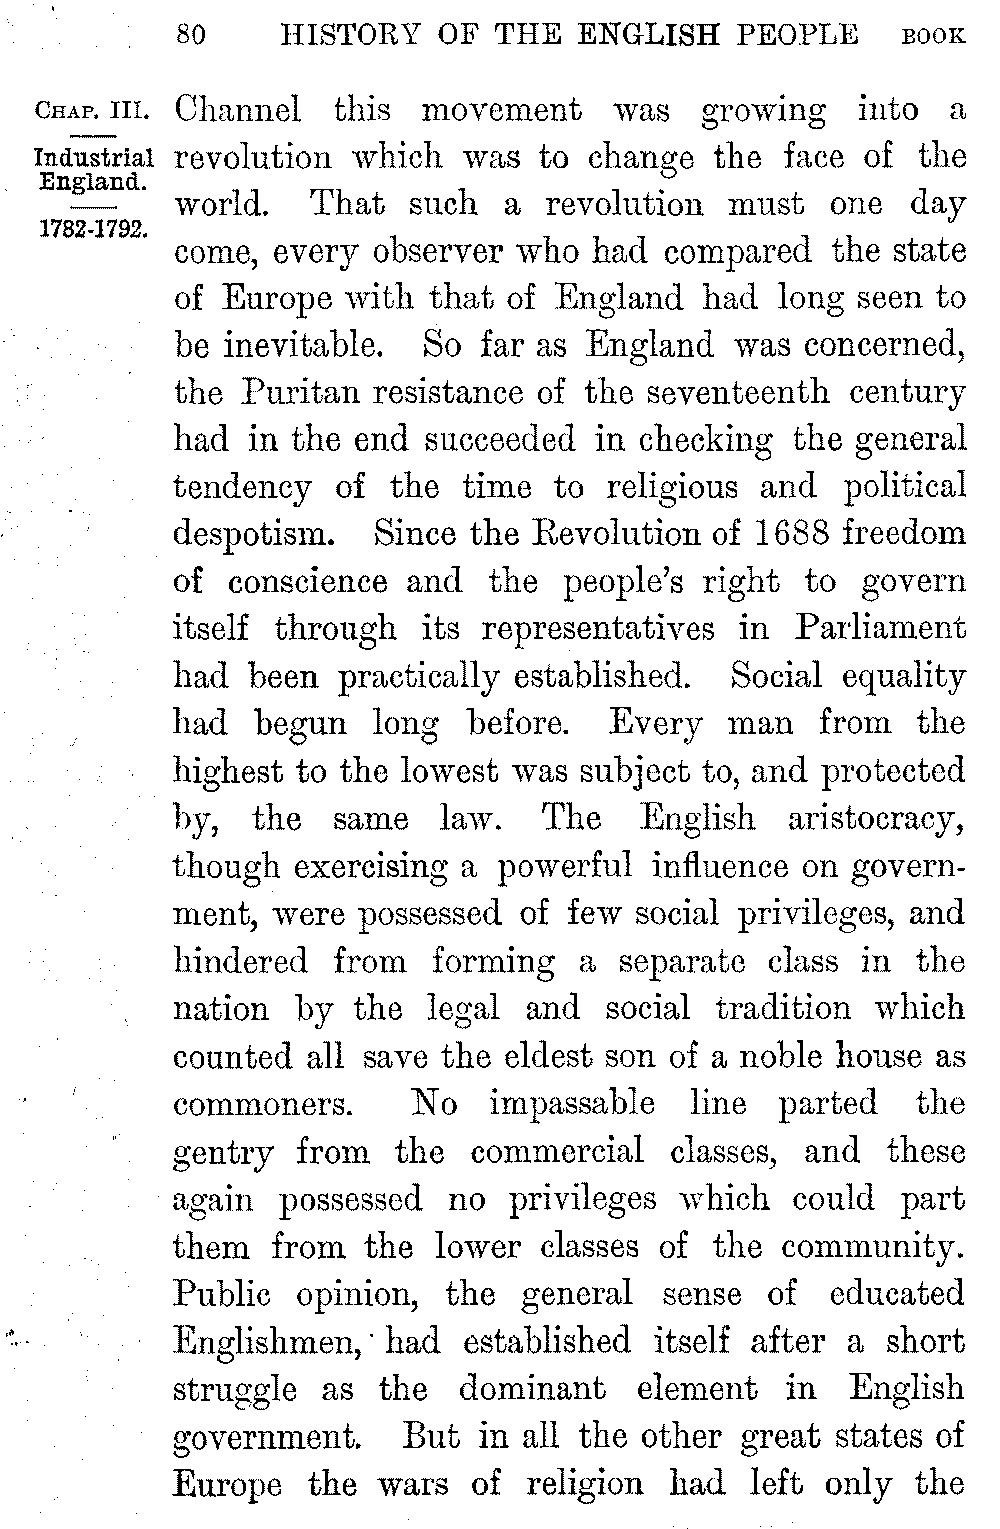 80 HISTORY OF THE ENGLISH PEOPLE BOOK
CHAP. III.
Industrial
England.
1782-1792.
Channel this movement was growing into a
revolution which was to change the face of the
world. That such a revolution must one day
come, every observer who had compared the state
of Europe with that of England had long seen to
be inevitable. So far as England was concerned,
the Puritan resistance of the seventeenth century
had in the end succeeded in checking the general
tendency of the time to religious and political
despotism. Since the Revolution of 1688 freedom
of conscience and the people's right to govern
itself through its representatives in Parliament
had been practically established. Social equality
had begun long before. Every man from the
highest to the lowest was subject to, and protected
by, the same law. The English aristocracy,
though exercising a powerful influence on govern-
ment, were possessed of few social privileges, and
hindered from forming a separate class in the
nation by the legal and social tradition which
counted all save the eldest son of a noble house as
commoners. No impassable line parted the
gentry from the commercial classes, and these
again possessed no privileges which could part
them from the lower classes of the community.
Public opinion, the general sense of educated
Englishmen, had established itself after a short
struggle as the dominant element in English
government. But in all the other great states of
Europe the wars of religion had left only the